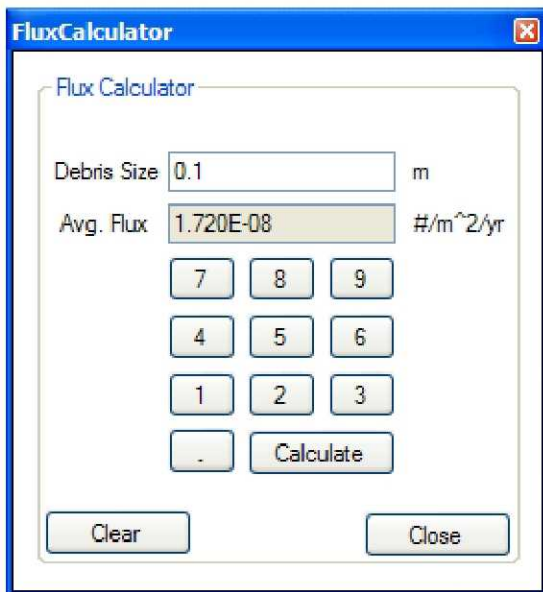 FluxCalculator
Flux Calculator
Debris Size 0.1 m
Avg. Flux 1.720E-08 #/m^2/yr
7 8 9
4 5 6
1 2 3
. Calculate
Clear Close